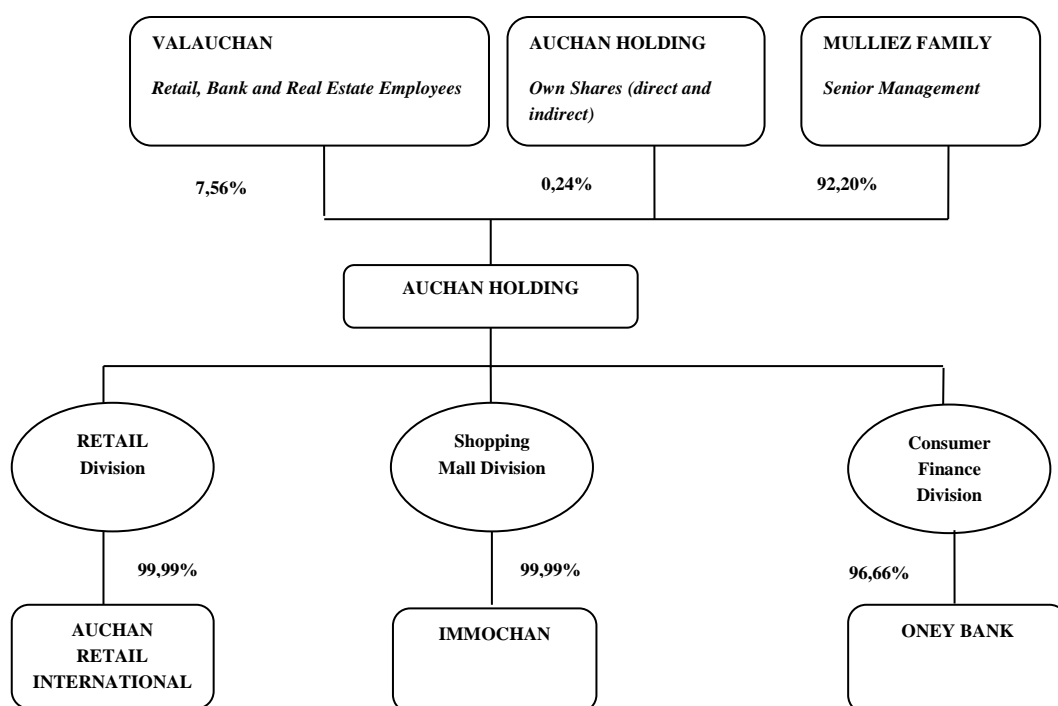 VALAUCHAN
Retail, Bank and Real Estate Employees
AUCHAN HOLDING
Own Shares (direct and
indirect)
MULLIEZ FAMILY
Senior Management
7,56%
0,24%
92,20%
AUCHAN HOLDING
RETAIL
Division
Shopping
Mall Division
Consumer
Finance
Division
99,99%
99,99%
96,66%
AUCHAN
RETAIL
INTERNATIONAL
IMMOCHAN
ONEY BANK